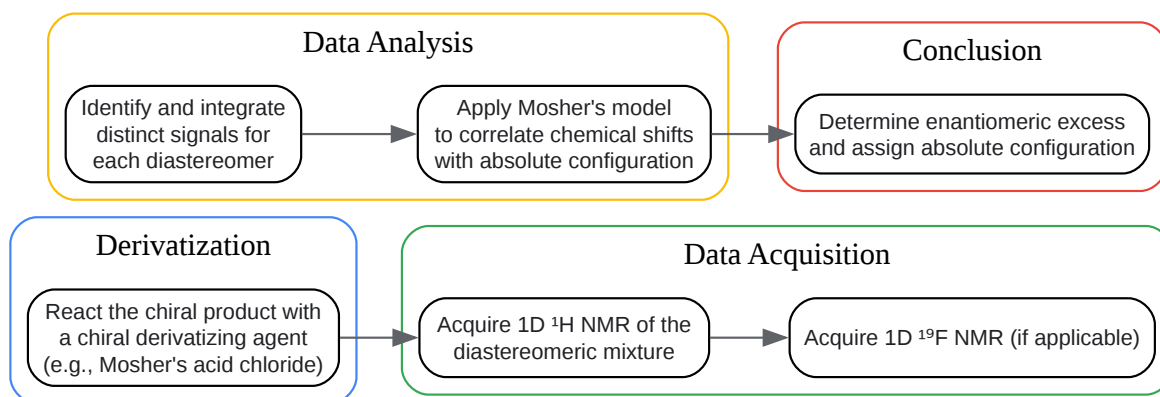 Data Analysis
Identify and integrate
distinct signals for
each diastereomer
Apply Mosher's model
to correlate chemical shifts
with absolute configuration
Conclusion
Determine enantiomeric excess
and assign absolute configuration
Derivatization
React the chiral product with
a chiral derivatizing agent
(e.g., Mosher's acid chloride)
Data Acquisition
Acquire 1D ¹H NMR of the
diastereomeric mixture
Acquire 1D ¹⁹F NMR (if applicable)